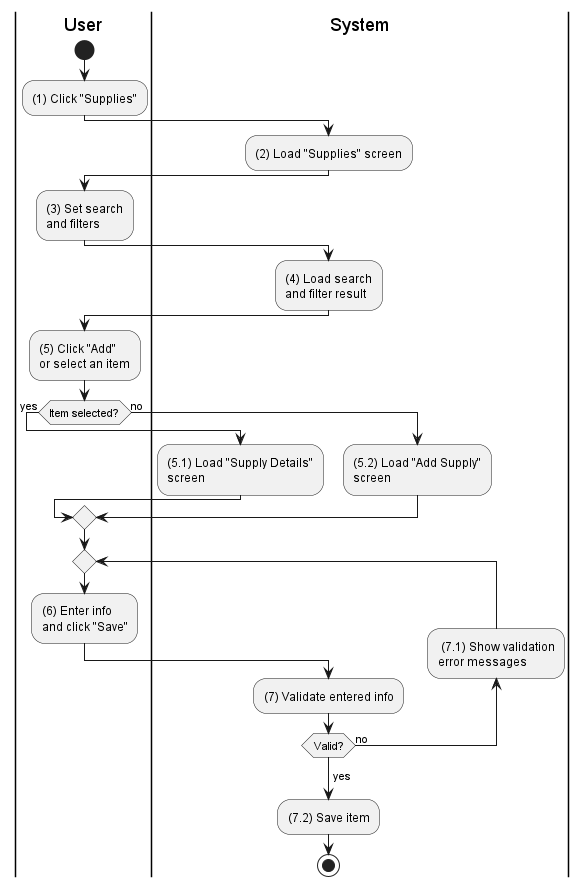 User
System
(1) Click "Supplies"
(2) Load "Supplies" screen
(3) Set search
and filters
(4) Load search
and filter result
(5) Click "Add"
or select an item
yes
Item selected?
no
(5.1) Load "Supply Details"
screen
(5.2) Load "Add Supply"
screen
(6) Enter info
and click "Save"
(7.1) Show validation
error messages
(7) Validate entered info
Valid?
no
yes
(7.2) Save item